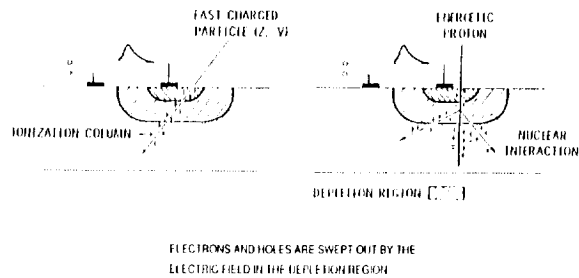 FAST CHARGED
PARTICLE (Z, V)
IONIZATION COLUMN
ENERGETIC
PROTON
NUCLEAR
INTERACTION
DEPLETION REGION
ELECTRONS AND HOLES ARE SWEPT OUT BY THE
ELECTRIC FIELD IN THE DEPLETION REGION